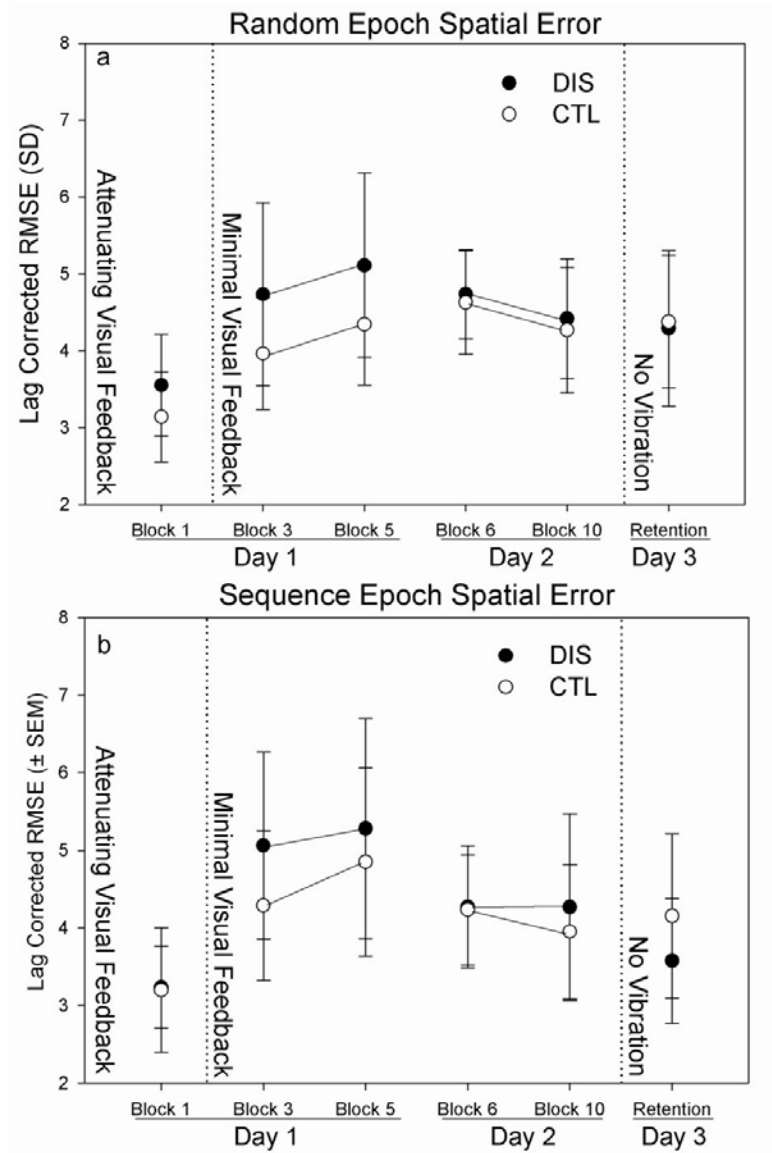 Random Epoch Spatial Error
8
a
DIS
CTL
7
6
5
4
3
2
Lag Corrected RMSE (SD)
Attenuating Visual Feedback
Minimal Visual Feedback
No Vibration
Block 1 Block 3 Block 5 Block 6 Block 10 Retention
Day 1 Day 2 Day 3
Sequence Epoch Spatial Error
8
b
DIS
CTL
7
6
5
4
3
2
Lag Corrected RMSE (± SEM)
Attenuating Visual Feedback
Minimal Visual Feedback
No Vibration
Block 1 Block 3 Block 5 Block 6 Block 10 Retention
Day 1 Day 2 Day 3